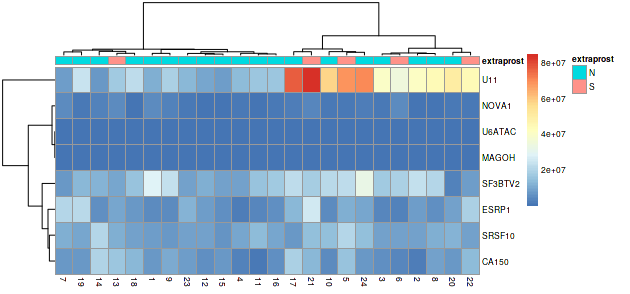 extraprost
U11
NOVA1
U6ATAC
MAGOH
SF3BTV2
ESRP1
SRSF10
CA150
7 19 14 13 18 1 9 23 12 15 4 11 16 17 21 10 5 24 3 6 2 8 20 22
8e+07
6e+07
4e+07
2e+07
extraprost
N
S